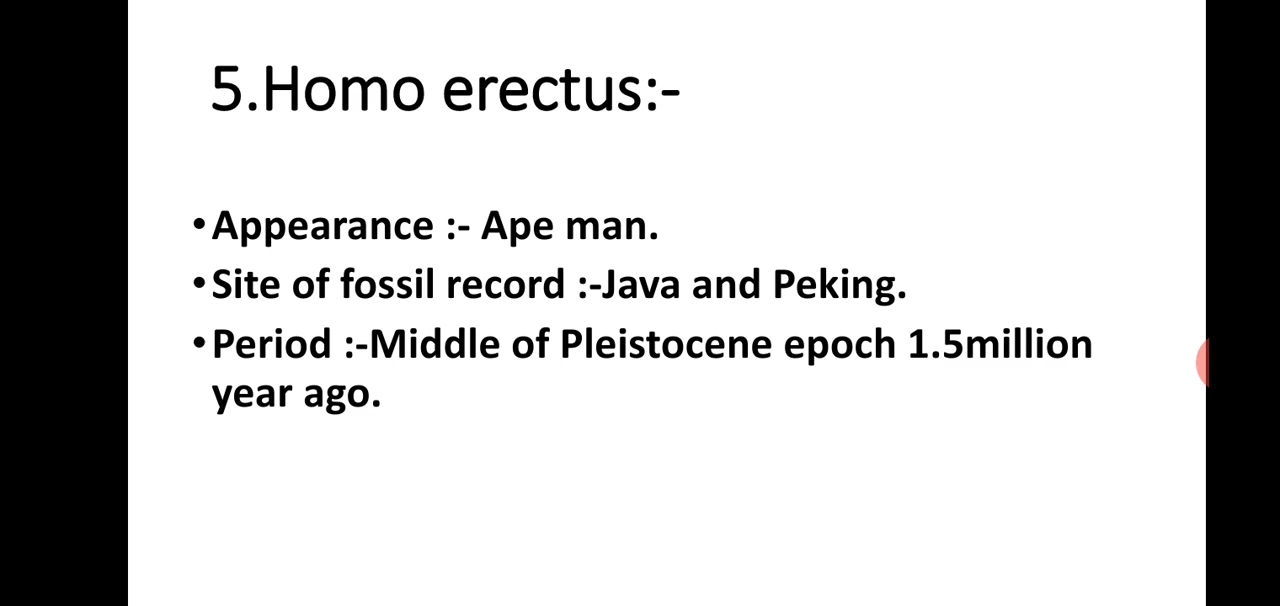 5.Homo erectus:-
•Appearance :- Ape man.
•Site of fossil record :-Java and Peking.
•Period :-Middle of Pleistocene epoch 1.5million
year ago.